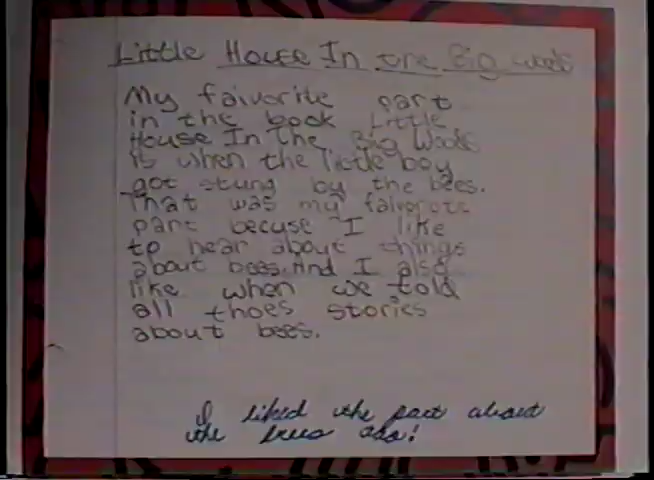 Little House In the Big Woods
My faivorite part
in the book Little
House In The Big Woods
is when the little boy
got stung by the bees.
That was my faivorote
part becuse I like
to hear about things
about bees. And I also
like when we told
all thoes stories
about bees.
I liked the part about
the bees also!